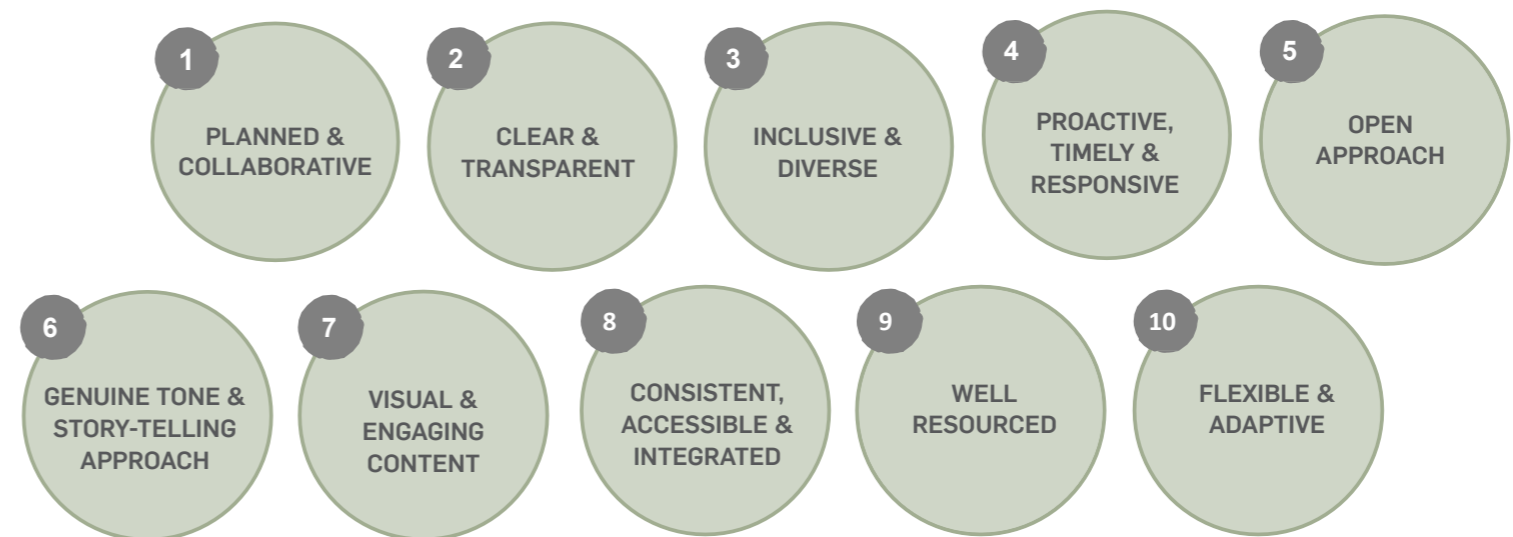 1
PLANNED &
COLLABORATIVE
2
CLEAR &
TRANSPARENT
3
INCLUSIVE &
DIVERSE
4
PROACTIVE,
TIMELY &
RESPONSIVE
5
OPEN
APPROACH
6
GENUINE TONE &
STORY-TELLING
APPROACH
7
VISUAL &
ENGAGING
CONTENT
8
CONSISTENT,
ACCESSIBLE &
INTEGRATED
9
WELL
RESOURCED
10
FLEXIBLE &
ADAPTIVE